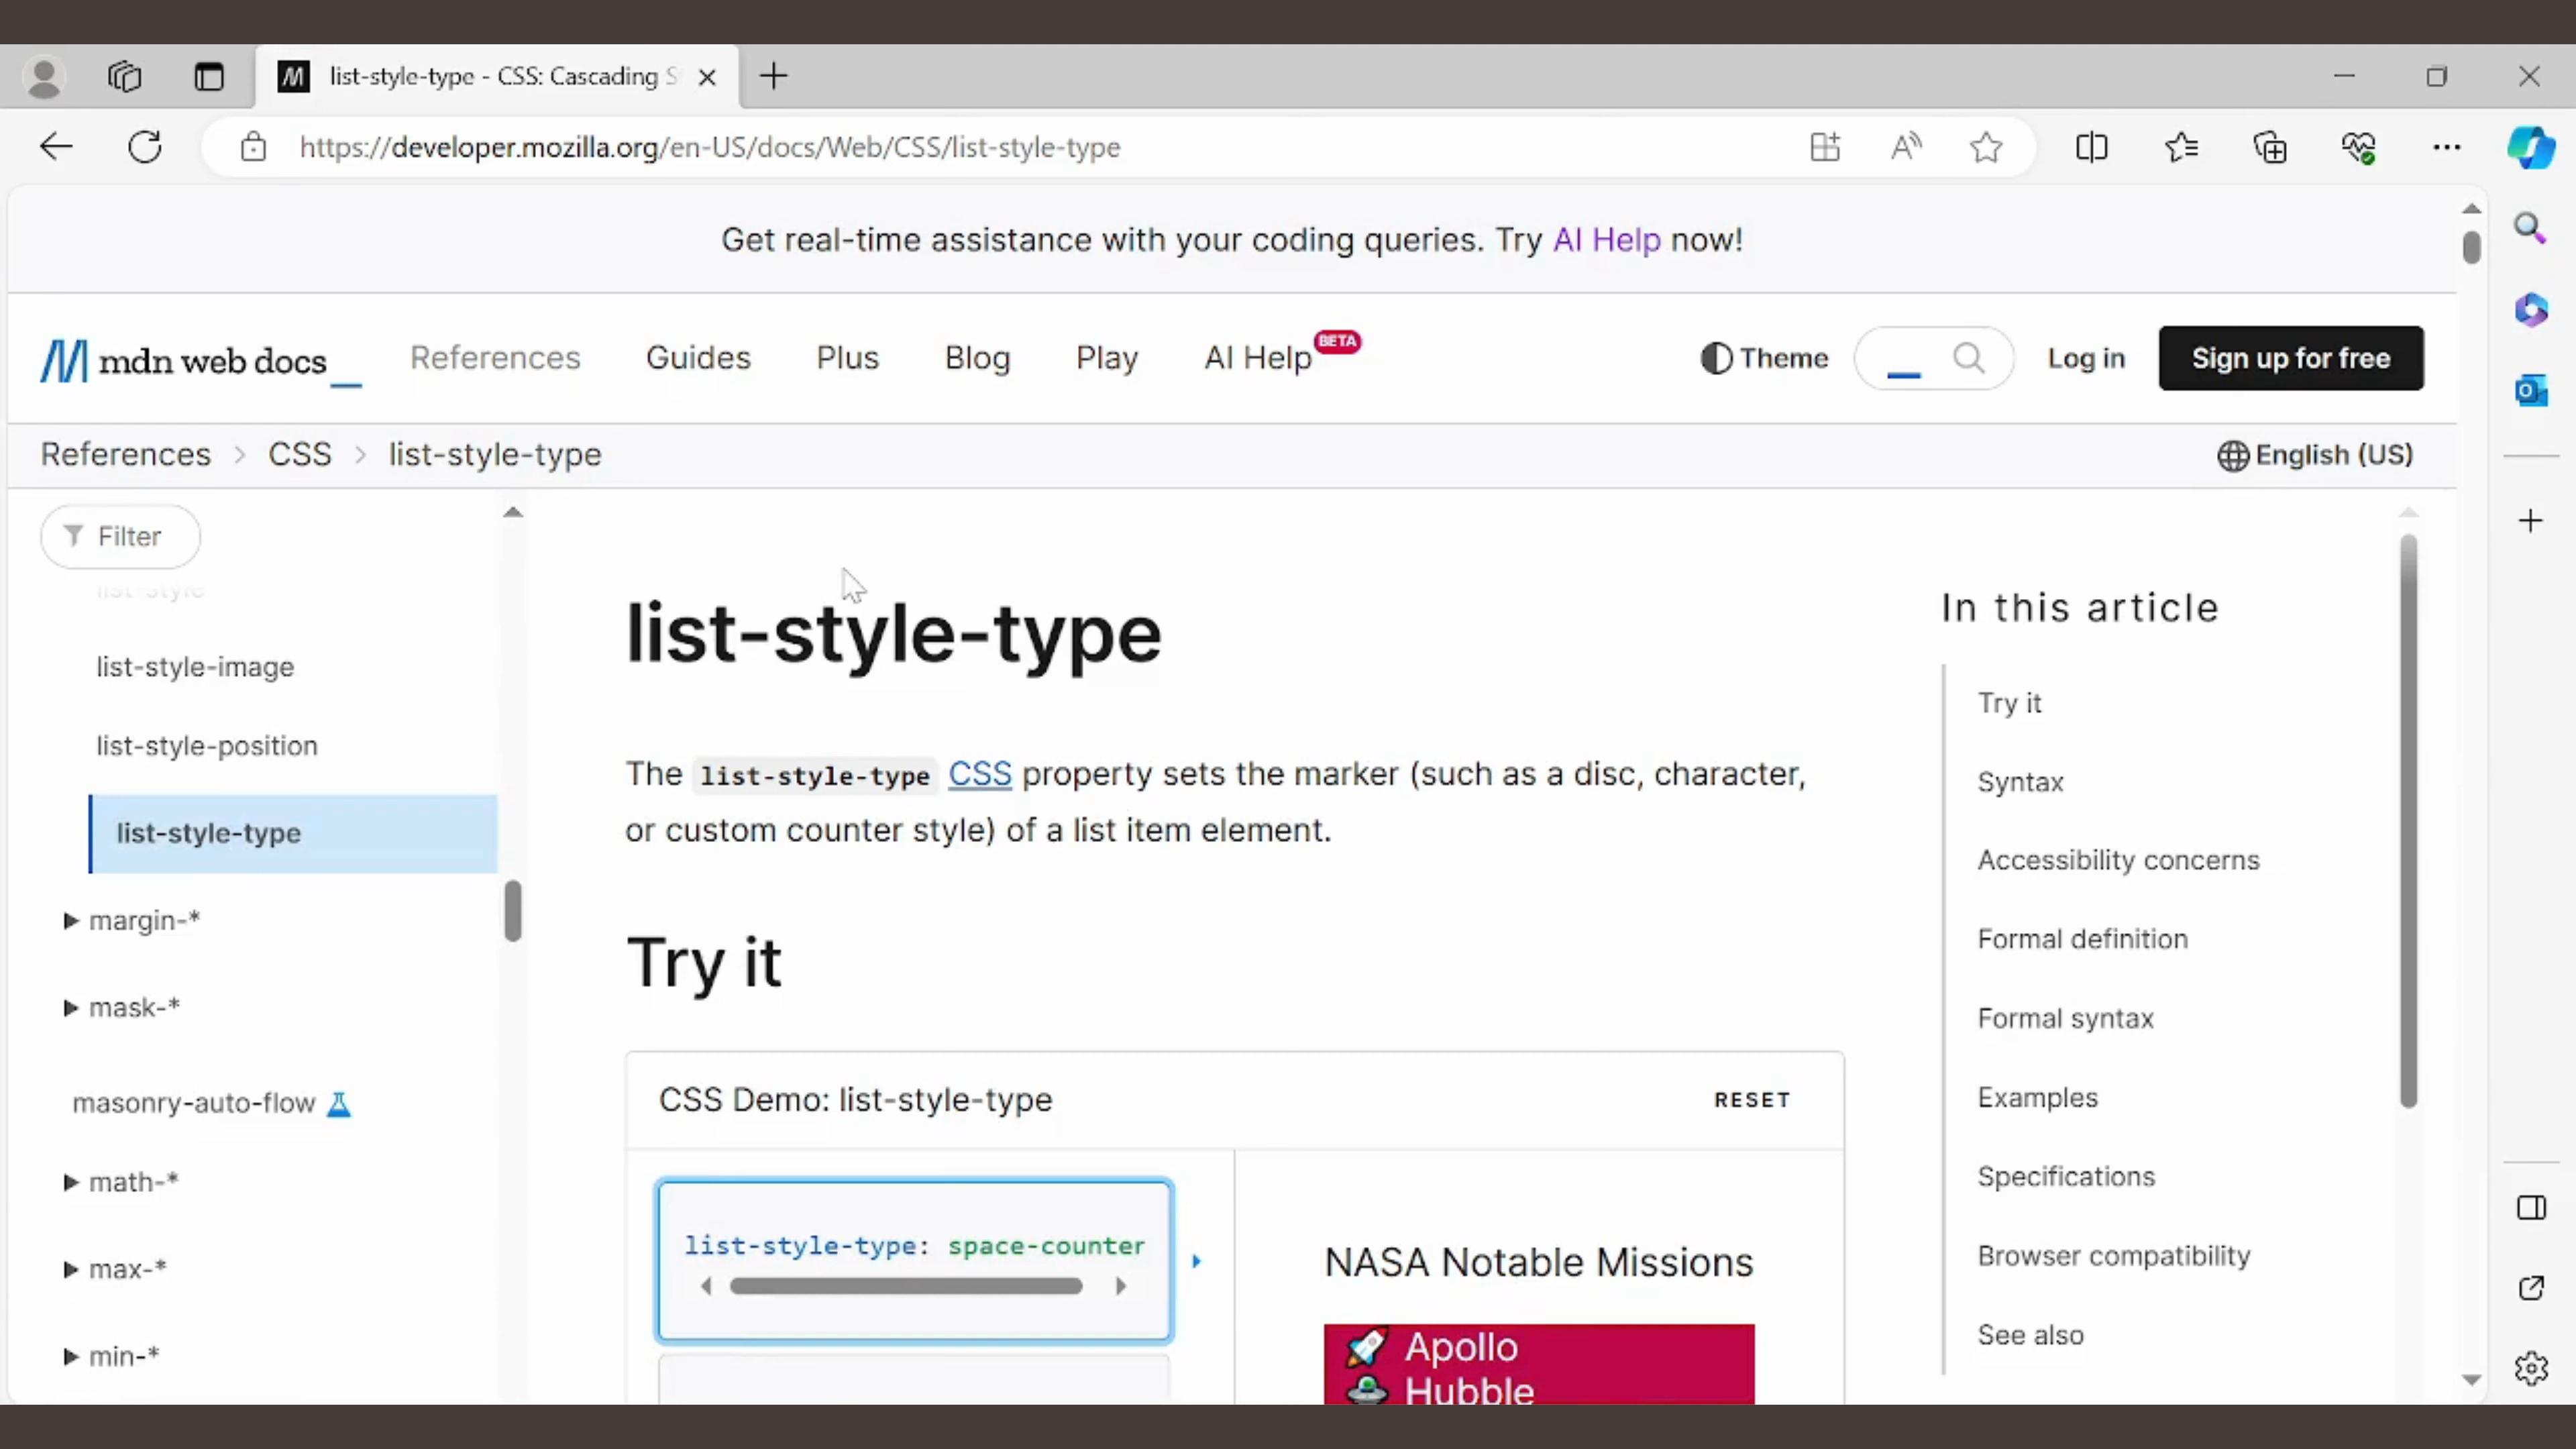 list-style-type - CSS: Cascading S
https://developer.mozilla.org/en-US/docs/Web/CSS/list-style-type
Get real-time assistance with your coding queries. Try AI Help now!
mdn web docs_
References
Guides
Plus
Blog
Play
AI Help
BETA
Theme
Log in
Sign up for free
References > CSS > list-style-type
English (US)
Filter
list-style
list-style-image
list-style-position
list-style-type
margin-*
mask-*
masonry-auto-flow
math-*
max-*
min-*
list-style-type
The list-style-type CSS property sets the marker (such as a disc, character,
or custom counter style) of a list item element.
Try it
CSS Demo: list-style-type
RESET
list-style-type: space-counter
NASA Notable Missions
Apollo
Hubble
In this article
Try it
Syntax
Accessibility concerns
Formal definition
Formal syntax
Examples
Specifications
Browser compatibility
See also